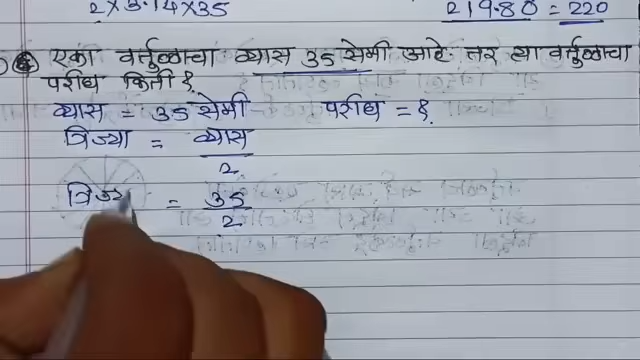 2×3.14×35 219.80 = 220
एका वर्तुळाचा व्यास 35 सेमी आहे तर त्या वर्तुळाचा
परीघ किती?
व्यास = 35 सेमी परीघ = ?
त्रिज्या = व्यास
2
त्रिज्य = 35
2